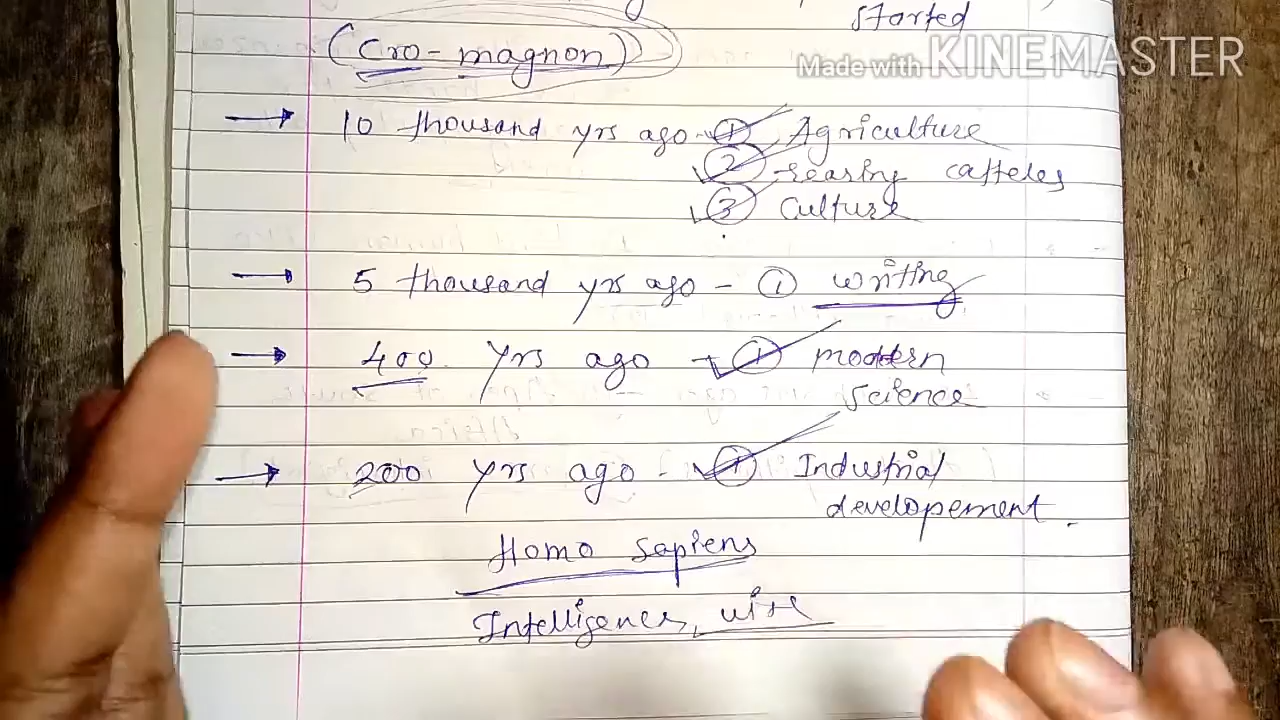 started
(Cro-magnon)
Made with KINEMASTER
→ 10 thousand yrs ago - ① Agriculture
② rearing catteles
③ Culture
→ 5 thousand yrs ago - ① writing
→ 400 yrs ago - ① modern
science
→ 200 yrs ago - ① Industrial
developement.
Homo sapiens
Intelligence, wise